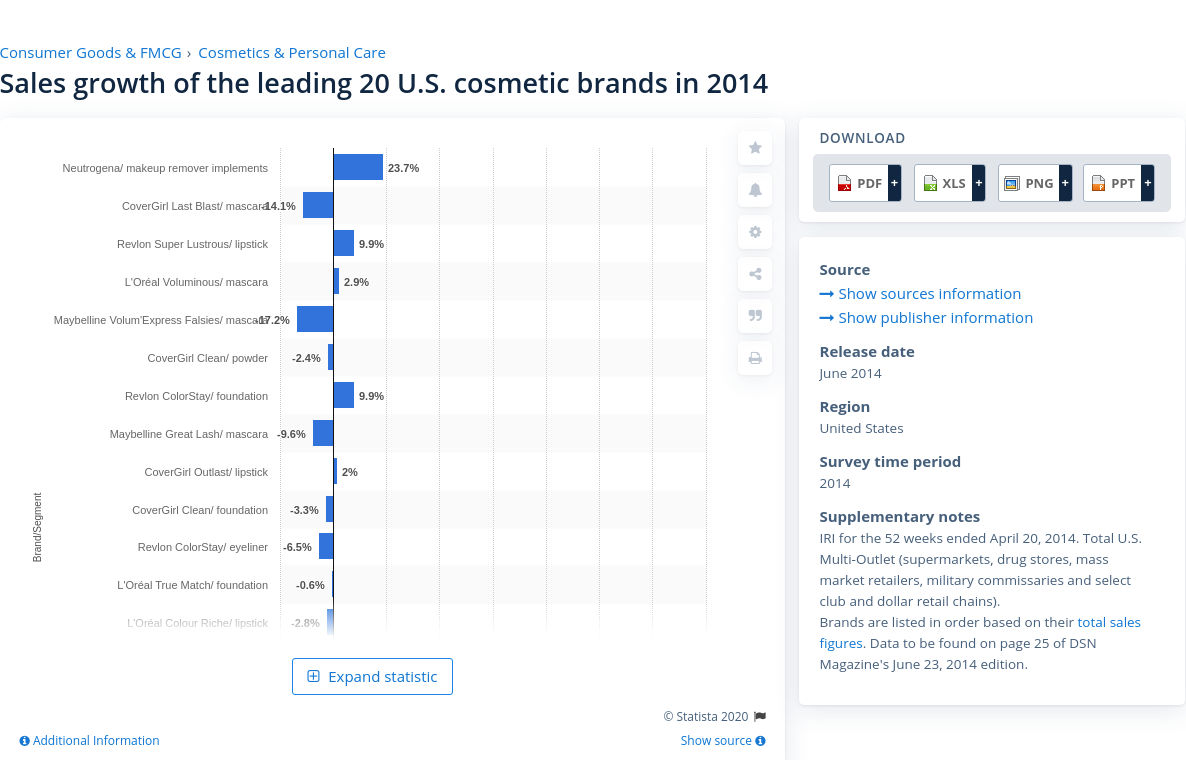 Consumer Goods & FMCG › Cosmetics & Personal Care
Sales growth of the leading 20 U.S. cosmetic brands in 2014
Neutrogena/ makeup remover implements 23.7%
CoverGirl Last Blast/ mascara -14.1%
Revlon Super Lustrous/ lipstick 9.9%
L'Oréal Voluminous/ mascara 2.9%
Maybelline Volum'Express Falsies/ mascara -17.2%
CoverGirl Clean/ powder -2.4%
Revlon ColorStay/ foundation 9.9%
Maybelline Great Lash/ mascara -9.6%
CoverGirl Outlast/ lipstick 2%
CoverGirl Clean/ foundation -3.3%
Revlon ColorStay/ eyeliner -6.5%
L'Oréal True Match/ foundation -0.6%
L'Oréal Colour Riche/ lipstick -2.8%
Brand/Segment
Expand statistic
© Statista 2020
Additional Information
Show source
DOWNLOAD
PDF + XLS + PNG + PPT +
Source
Show sources information
Show publisher information
Release date
June 2014
Region
United States
Survey time period
2014
Supplementary notes
IRI for the 52 weeks ended April 20, 2014. Total U.S.
Multi-Outlet (supermarkets, drug stores, mass
market retailers, military commissaries and select
club and dollar retail chains).
Brands are listed in order based on their total sales
figures. Data to be found on page 25 of DSN
Magazine's June 23, 2014 edition.